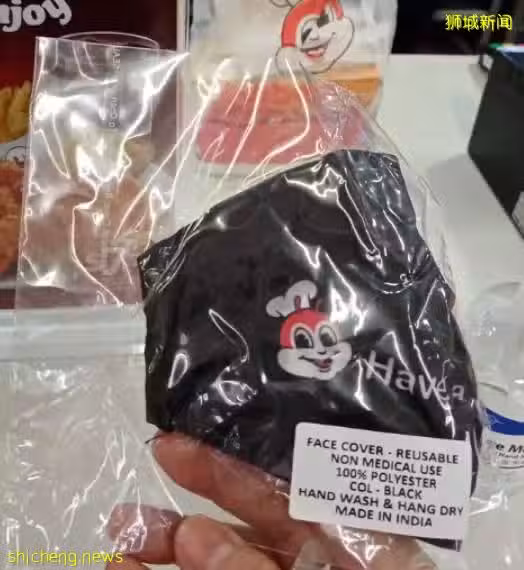 njoy
狮城新闻
Have a
FACE COVER - REUSABLE
NON MEDICAL USE
100% POLYESTER
COL - BLACK
HAND WASH & HANG DRY
MADE IN INDIA
shicheng.news